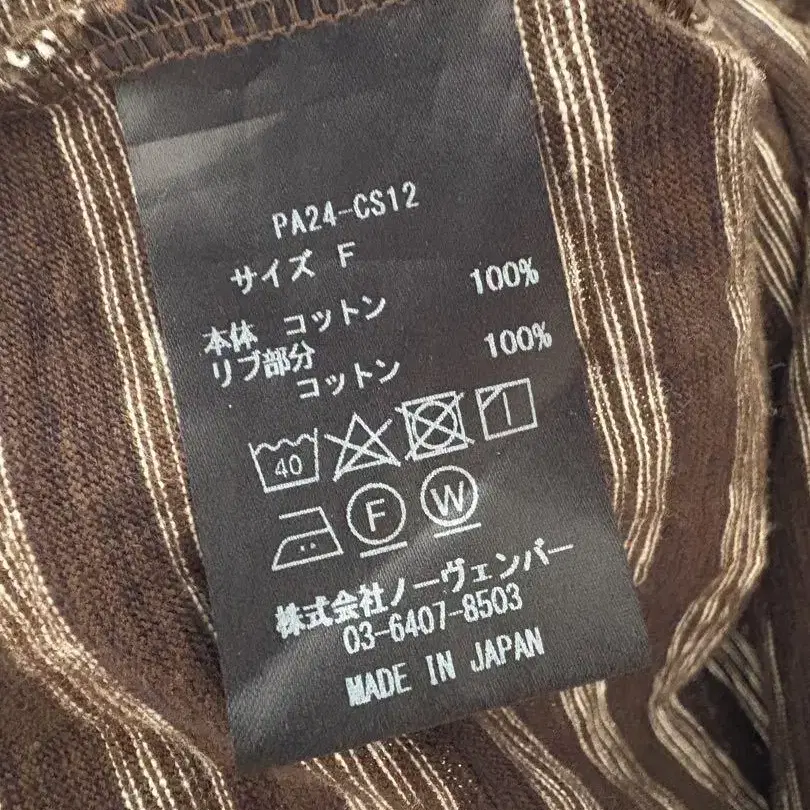 PA24-CS12
サイズ F
本体 コットン 100%
リブ部分
コットン 100%
40
F W
株式会社ノーヴェンバー
03-6407-8503
MADE IN JAPAN